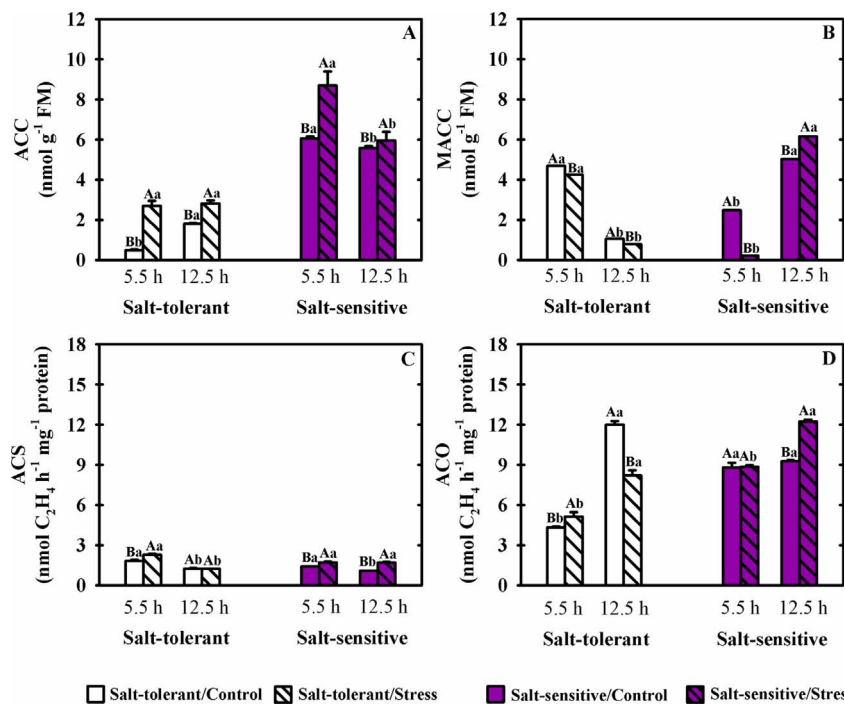 A
12
10
8
6
4
2
0
ACC
(nmol g⁻¹ FM)
Bb
Aa
Ba
Aa
Ba
Aa
Bb
Ab
5.5 h
12.5 h
5.5 h
12.5 h
Salt-tolerant
Salt-sensitive
B
12
10
8
6
4
2
0
MACC
(nmol g⁻¹ FM)
Aa
Ba
Ab
Bb
Ab
Bb
Ba
Aa
5.5 h
12.5 h
5.5 h
12.5 h
Salt-tolerant
Salt-sensitive
C
18
15
12
9
6
3
0
ACS
(nmol C₂H₄ h⁻¹ mg⁻¹ protein)
Ba
Aa
Ab
Ab
Ba
Aa
Bb
Aa
5.5 h
12.5 h
5.5 h
12.5 h
Salt-tolerant
Salt-sensitive
D
18
15
12
9
6
3
0
ACO
(nmol C₂H₄ h⁻¹ mg⁻¹ protein)
Bb
Ab
Aa
Ba
Aa
Ab
Ba
Aa
5.5 h
12.5 h
5.5 h
12.5 h
Salt-tolerant
Salt-sensitive
Salt-tolerant/Control
Salt-tolerant/Stress
Salt-sensitive/Control
Salt-sensitive/Stres